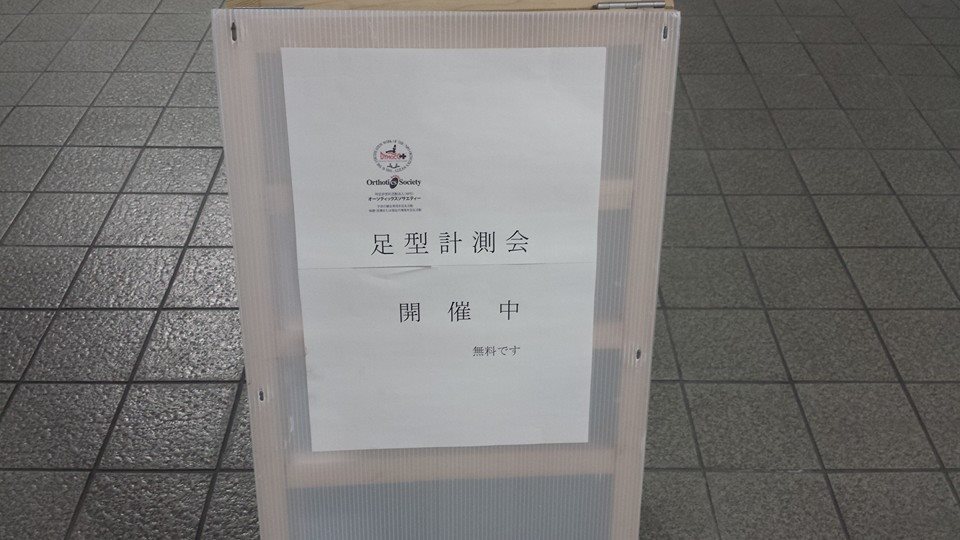 Orthotics Society
オーソティックスソサエティー
足型計測会
開催中
無料です